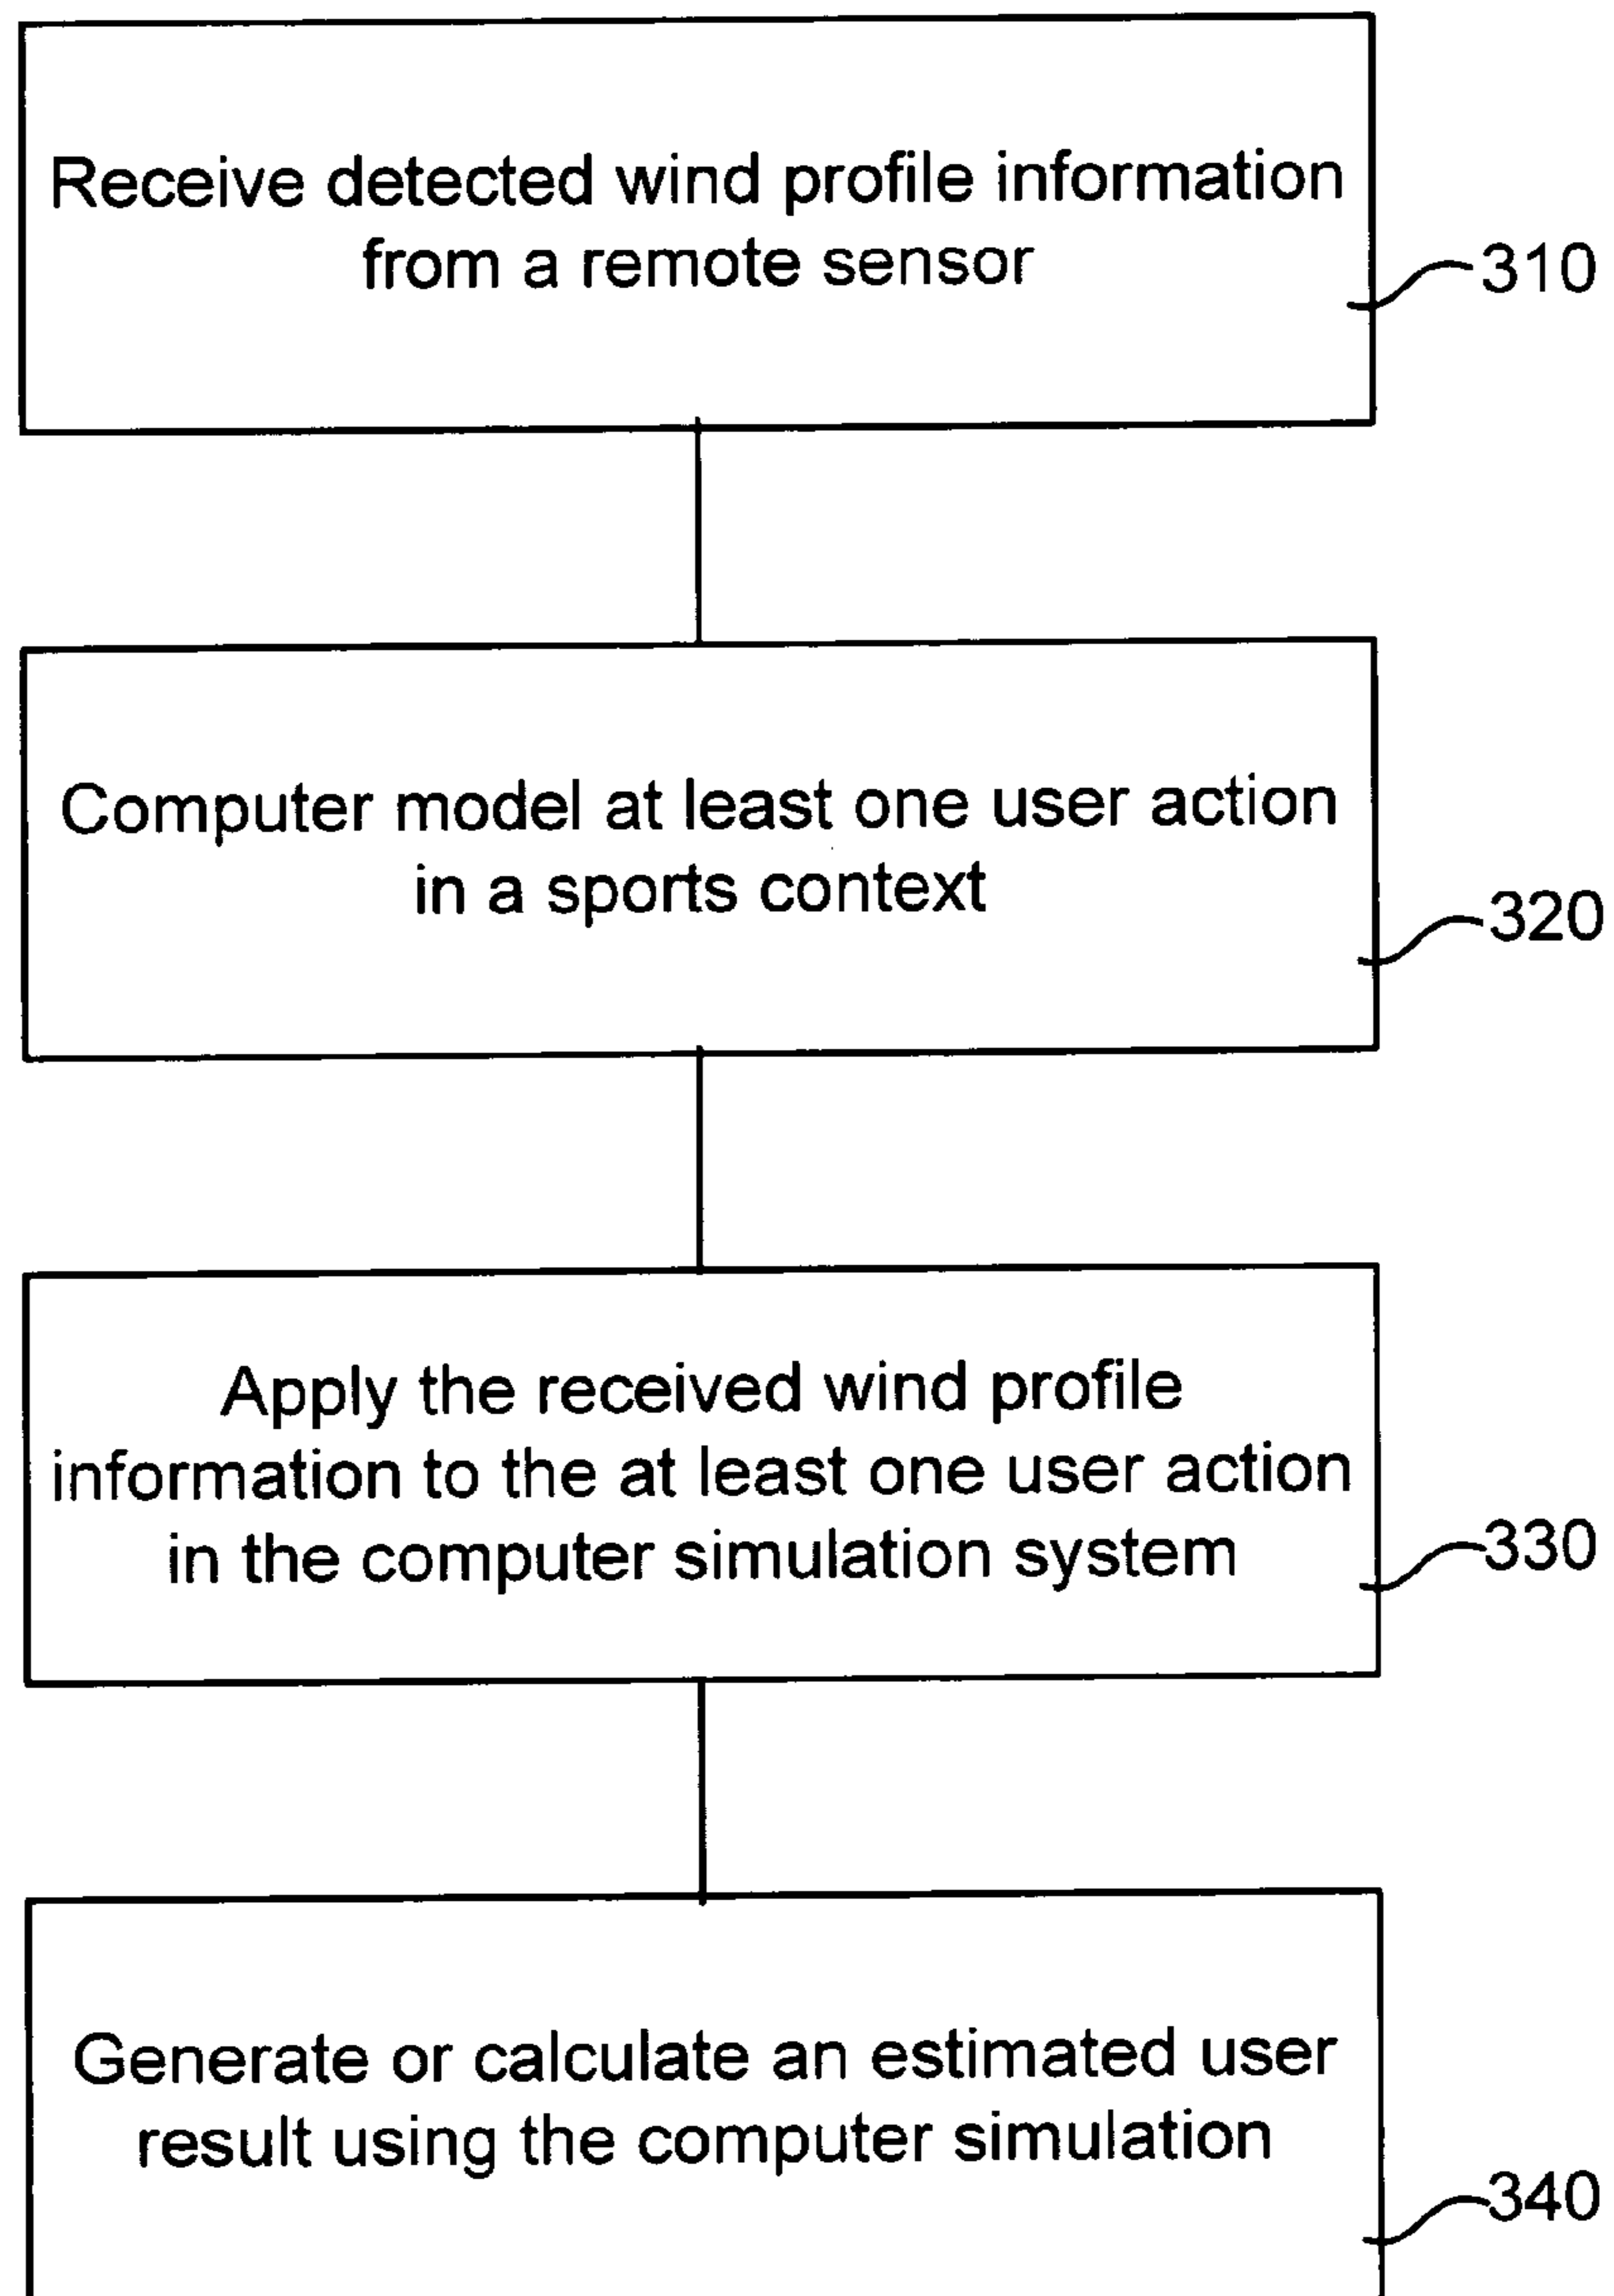 Receive detected wind profile information
from a remote sensor
310
Computer model at least one user action
in a sports context
320
Apply the received wind profile
information to the at least one user action
in the computer simulation system
330
Generate or calculate an estimated user
result using the computer simulation
340